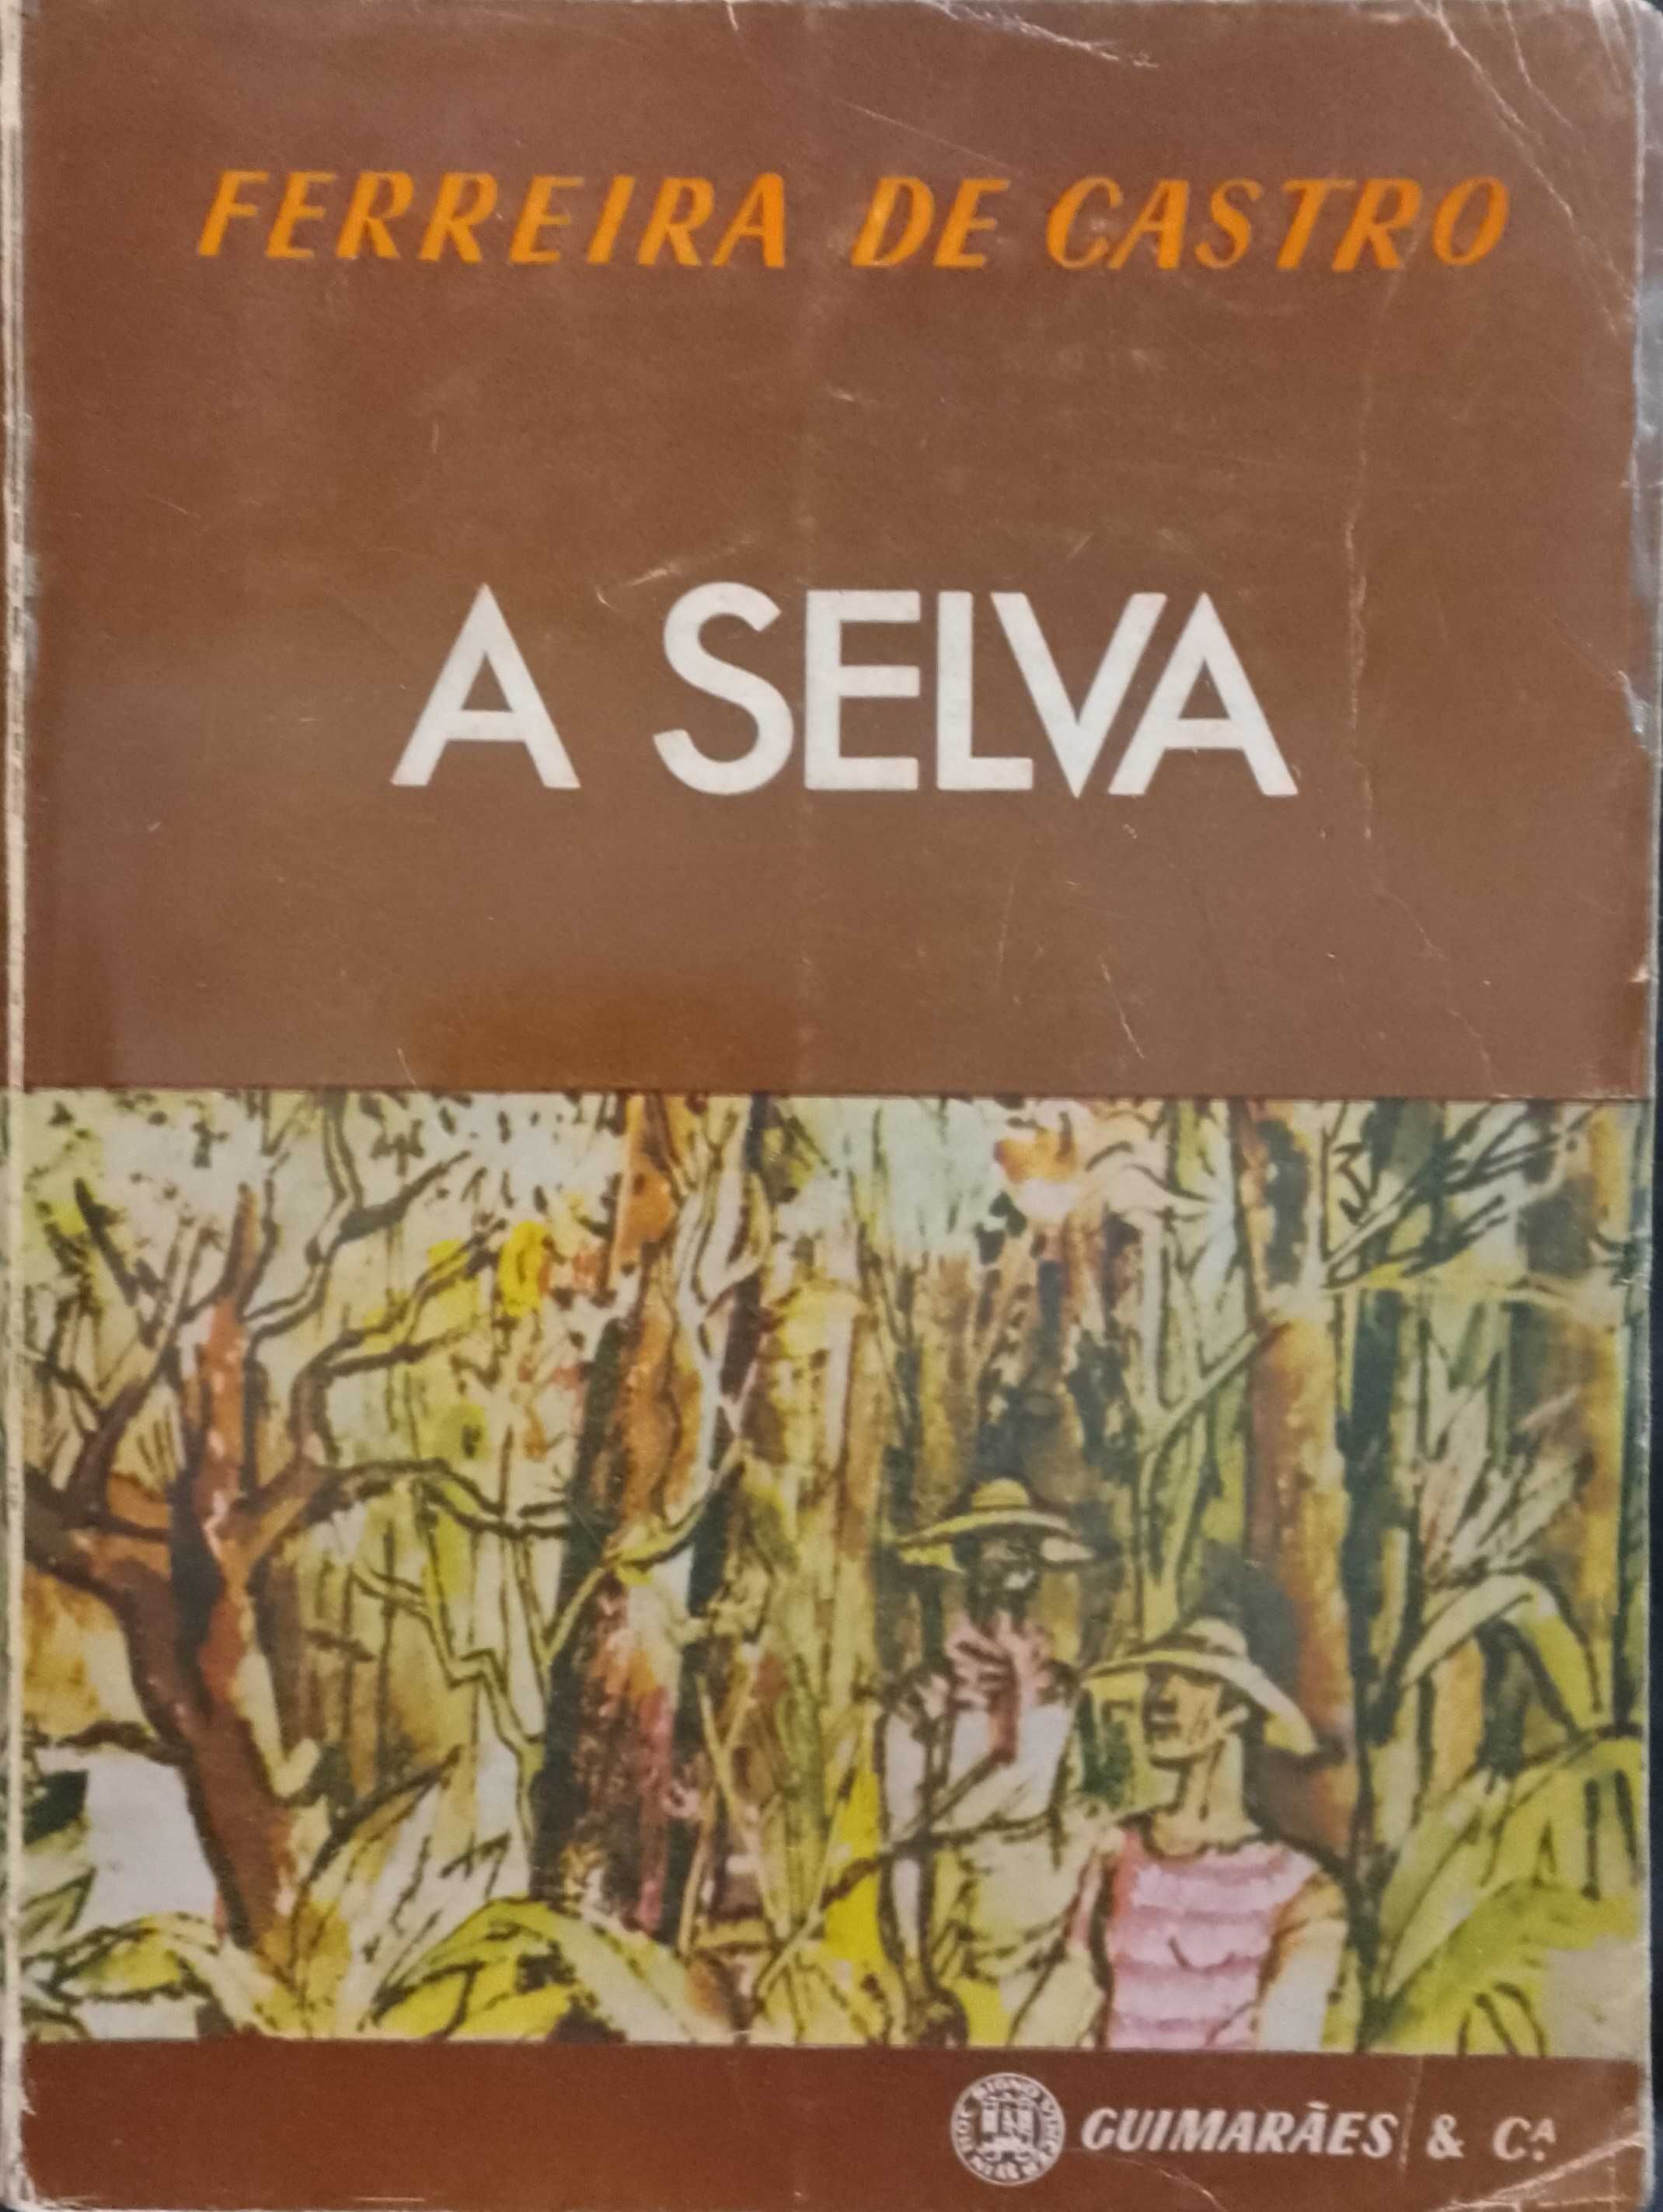 FERREIRA DE CASTRO
A SELVA
GUIMARÃES & Cᴬ.